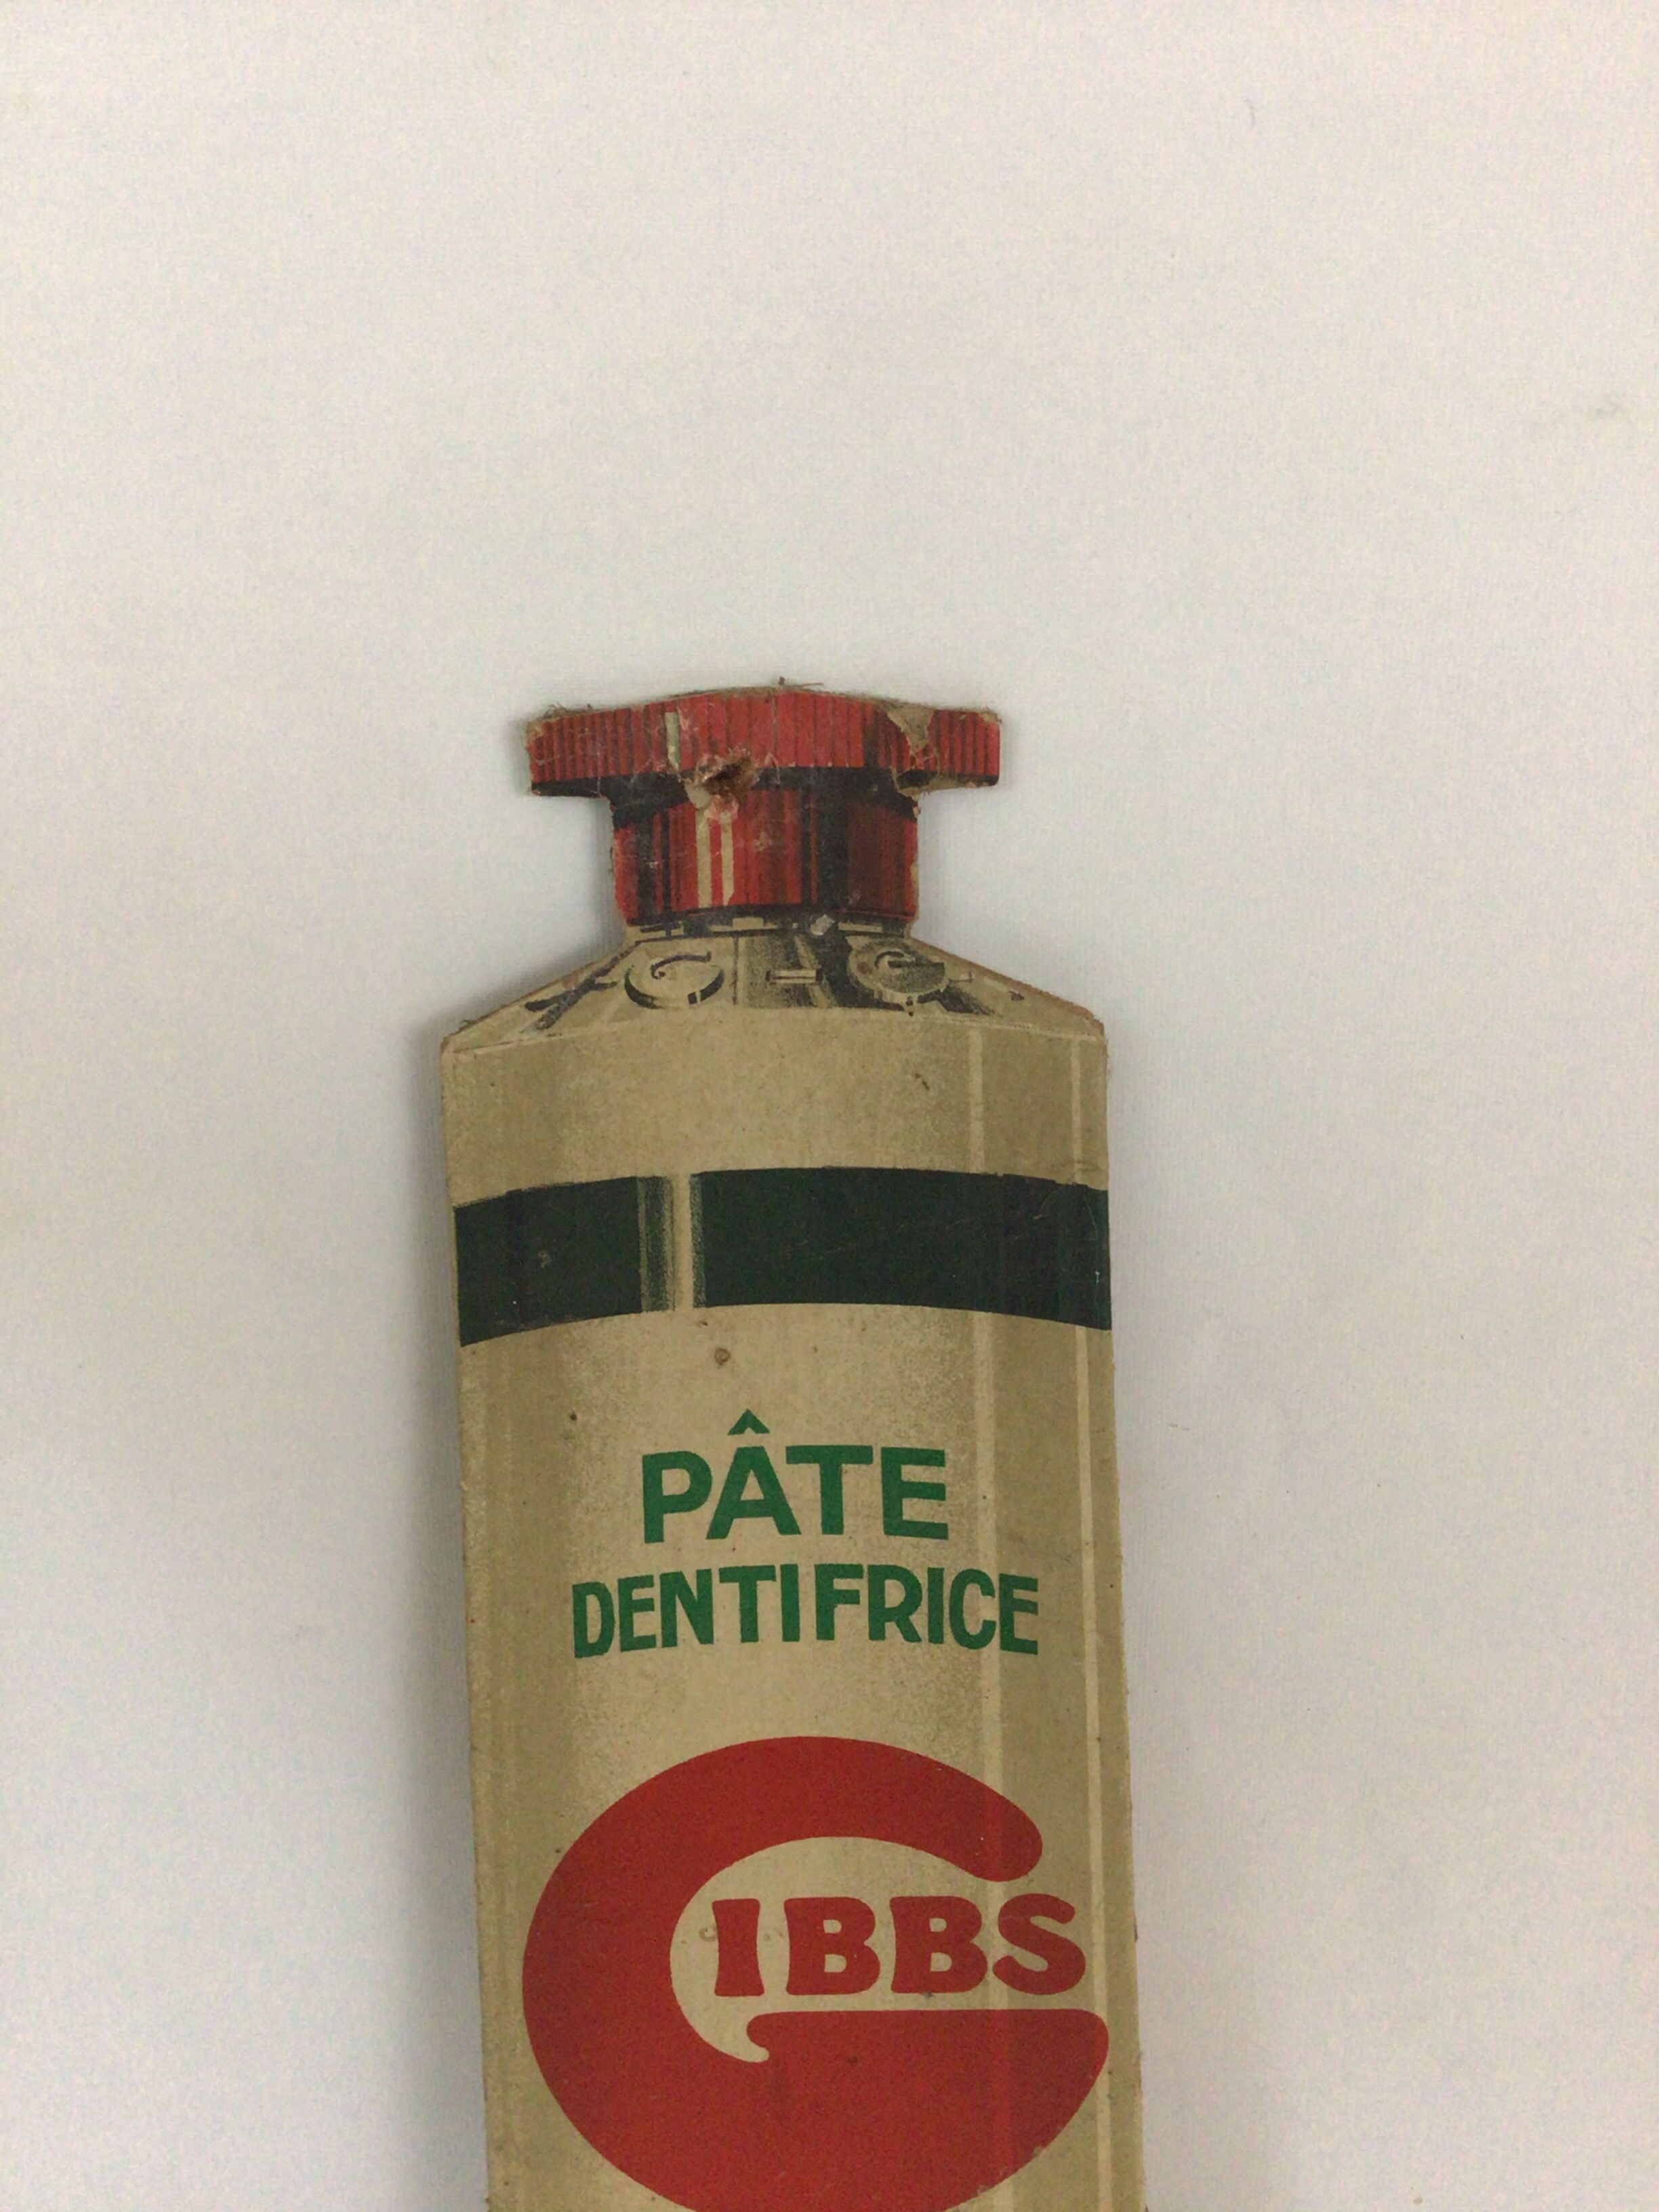 G - G
PÂTE
DENTIFRICE
GIBBS